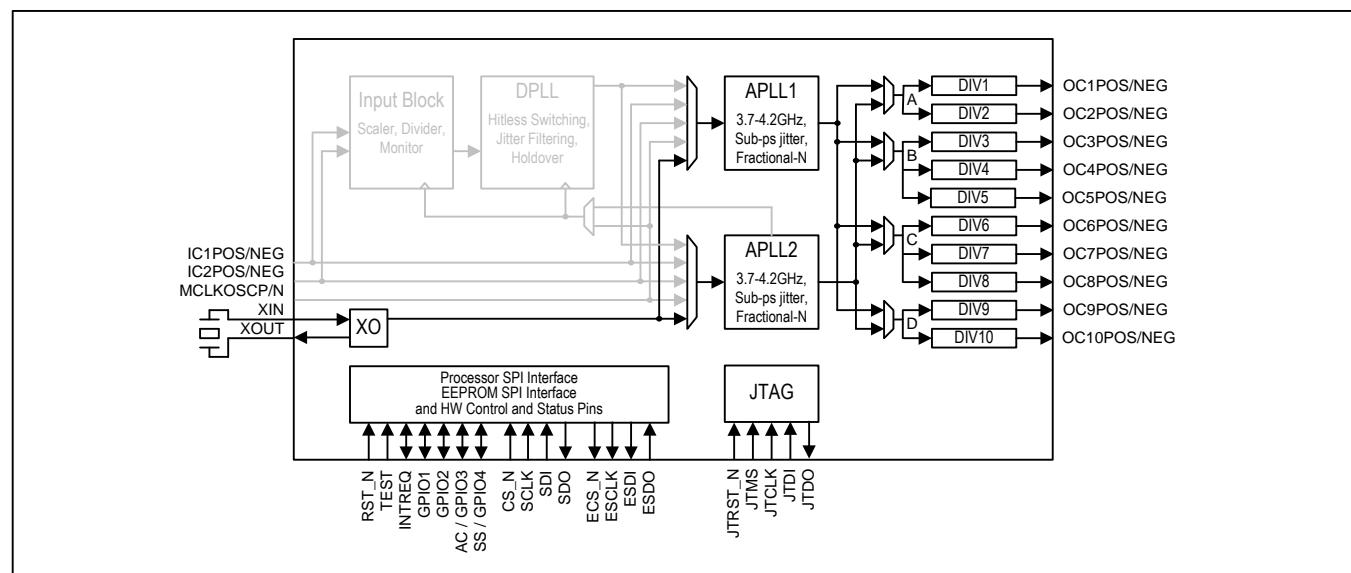 Input Block
Scaler, Divider,
Monitor
DPLL
Hitless Switching,
Jitter Filtering,
Holdover
APLL1
3.7-4.2GHz,
Sub-ps jitter,
Fractional-N
APLL2
3.7-4.2GHz,
Sub-ps jitter,
Fractional-N
A
B
C
D
DIV1
DIV2
DIV3
DIV4
DIV5
DIV6
DIV7
DIV8
DIV9
DIV10
OC1POS/NEG
OC2POS/NEG
OC3POS/NEG
OC4POS/NEG
OC5POS/NEG
OC6POS/NEG
OC7POS/NEG
OC8POS/NEG
OC9POS/NEG
OC10POS/NEG
IC1POS/NEG
IC2POS/NEG
MCLKOSCP/N
XIN
XOUT
XO
Processor SPI Interface
EEPROM SPI Interface
and HW Control and Status Pins
JTAG
RST_N
TEST
INTREQ
GPIO1
GPIO2
AC / GPIO3
SS / GPIO4
CS_N
SCLK
SDI
SDO
ECS_N
ESCLK
ESDI
ESDO
JTRST_N
JTMS
JTCLK
JTDI
JTDO